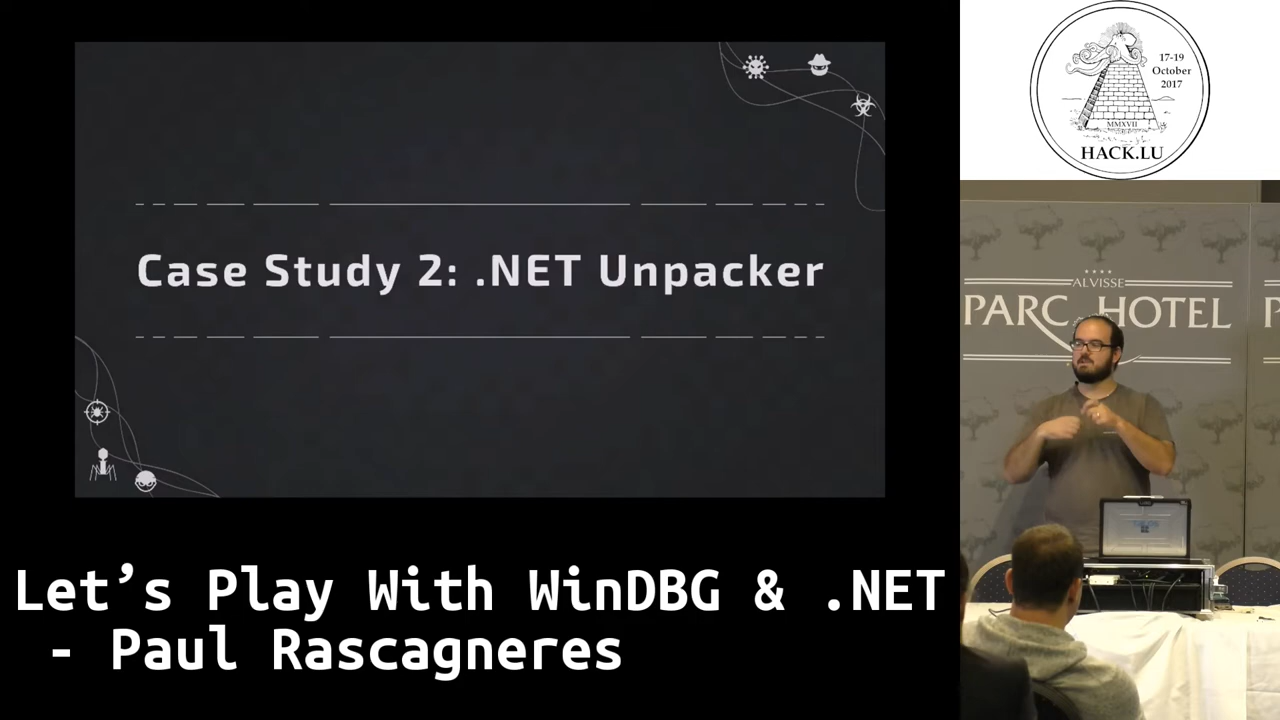 Case Study 2: .NET Unpacker
Let’s Play With WinDBG & .NET
- Paul Rascagneres
17-19
October
2017
MMXVII
HACK.LU
ALVISSE
PARC HOTEL
P